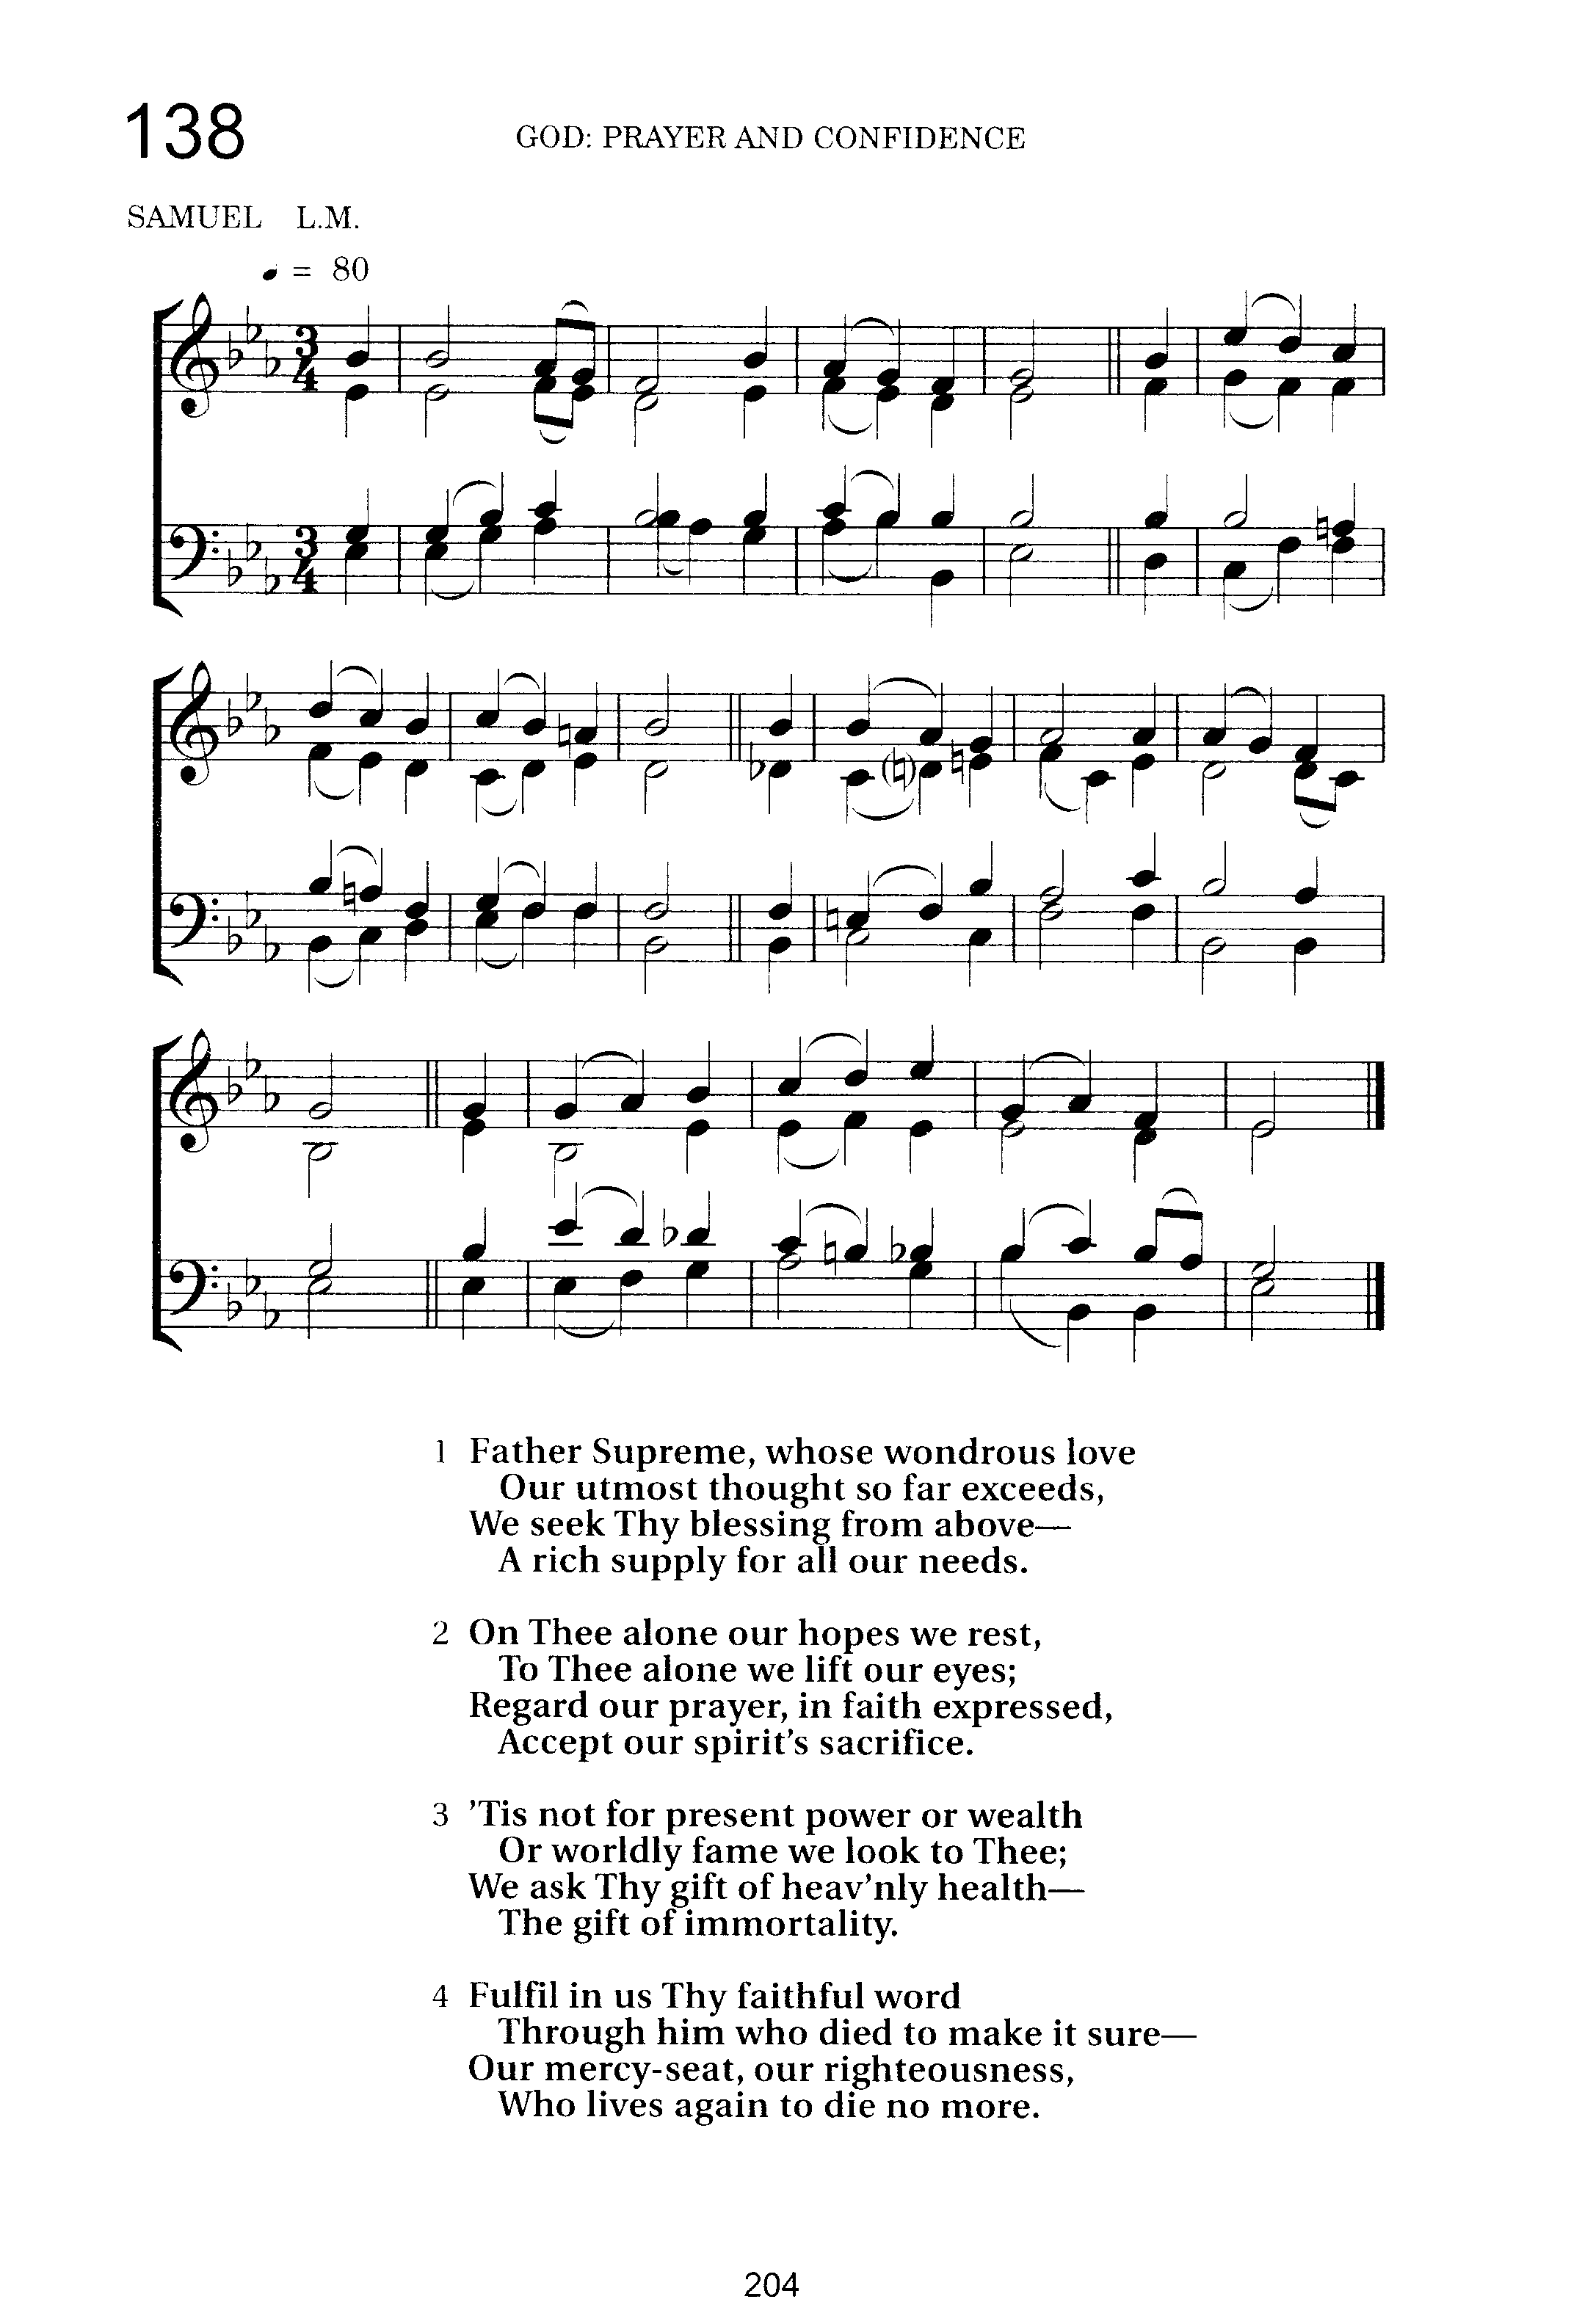 138
GOD: PRAYER AND CONFIDENCE
SAMUEL L.M.
= 80
1 Father Supreme, whose wondrous love
Our utmost thought so far exceeds,
We seek Thy blessing from above—
A rich supply for all our needs.
2 On Thee alone our hopes we rest,
To Thee alone we lift our eyes;
Regard our prayer, in faith expressed,
Accept our spirit's sacrifice.
3 ’Tis not for present power or wealth
Or worldly fame we look to Thee;
We ask Thy gift of heav’nly health—
The gift of immortality.
4 Fulfil in us Thy faithful word
Through him who died to make it sure—
Our mercy-seat, our righteousness,
Who lives again to die no more.
204